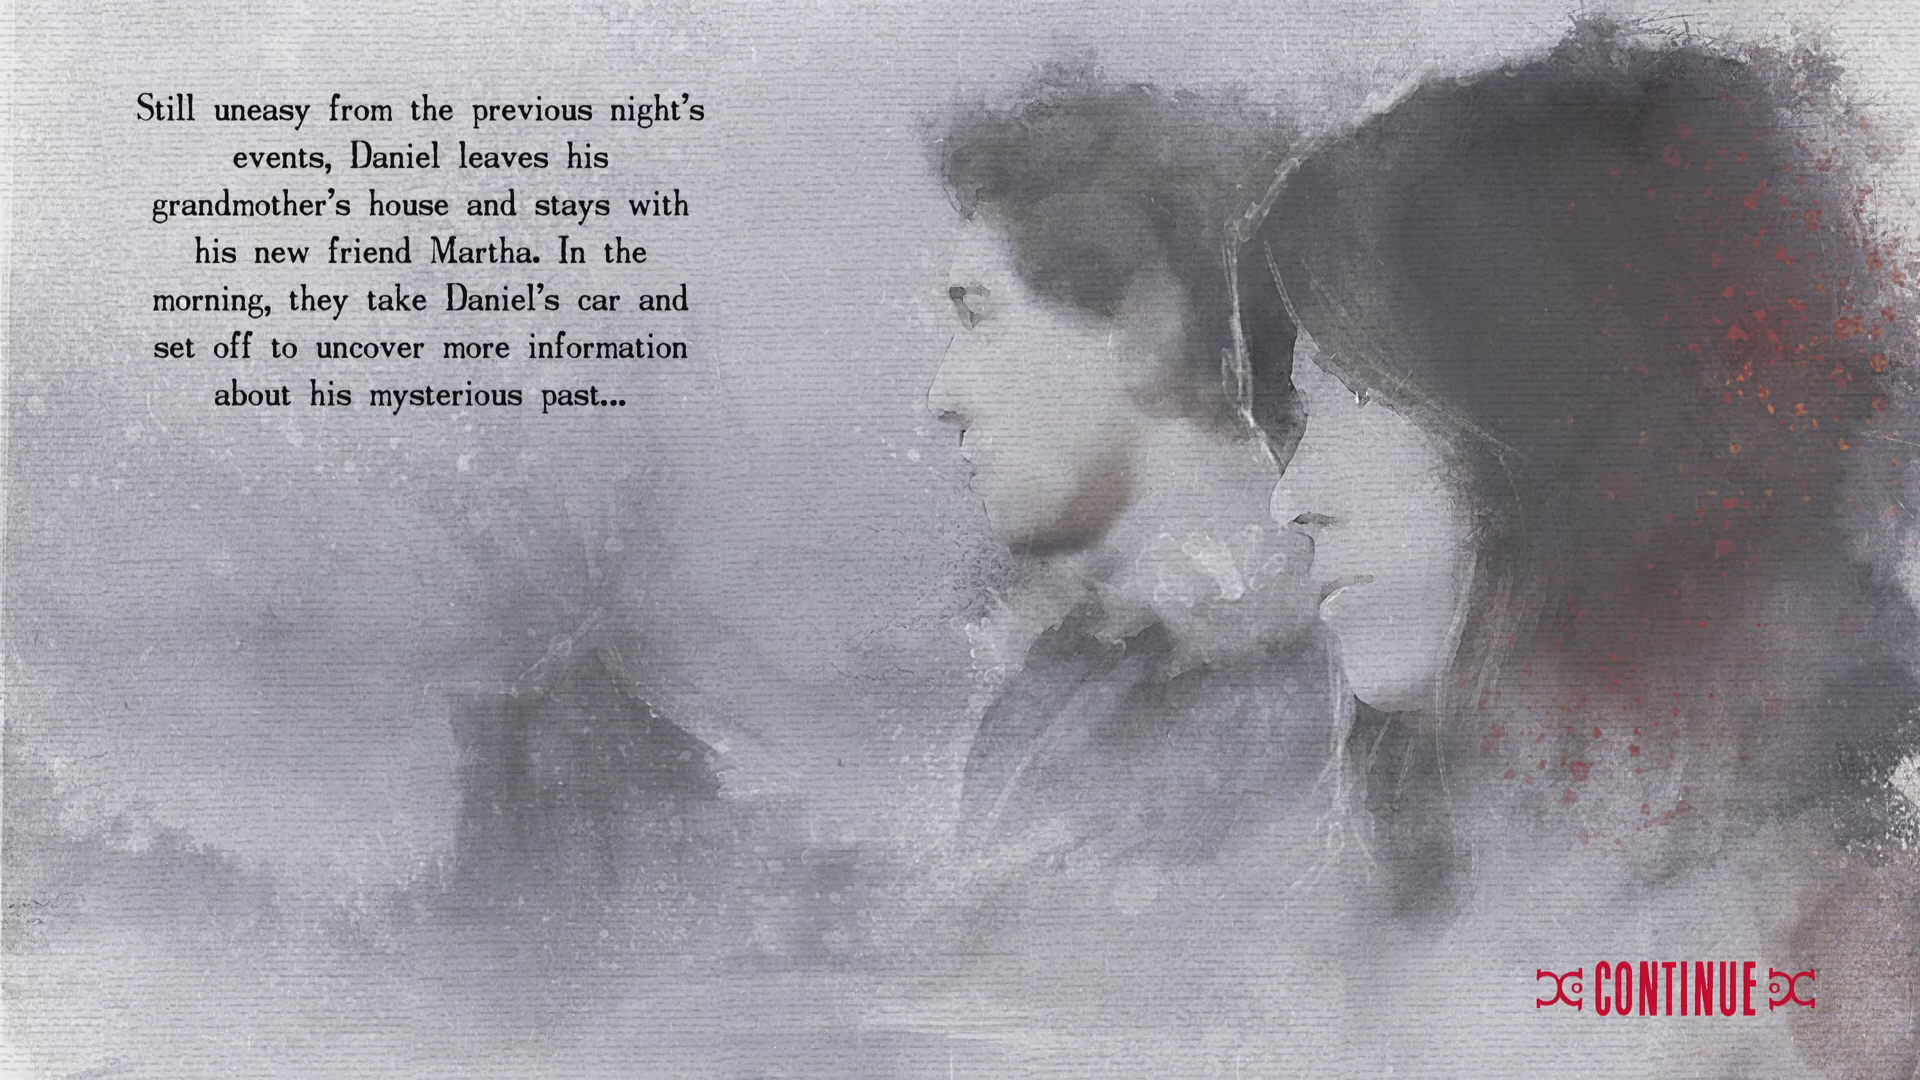 Still uneasy from the previous night's
events, Daniel leaves his
grandmother's house and stays with
his new friend Martha. In the
morning, they take Daniel's car and
set off to uncover more information
about his mysterious past...
CONTINUE